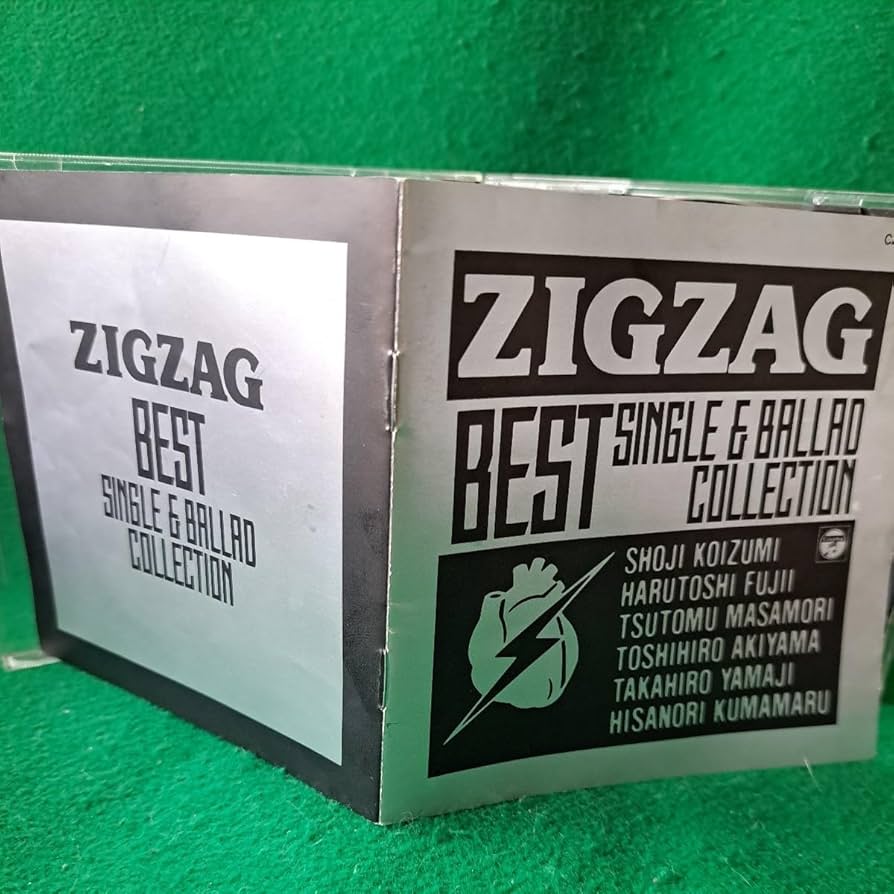 ZIGZAG
BEST
SINGLE & BALLAD
COLLECTION
ZIGZAG
BEST SINGLE & BALLAD
COLLECTION
SHOJI KOIZUMI
HARUTOSHI FUJII
TSUTOMU MASAMORI
TOSHIHIRO AKIYAMA
TAKAHIRO YAMAJI
HISANORI KUMAMARU